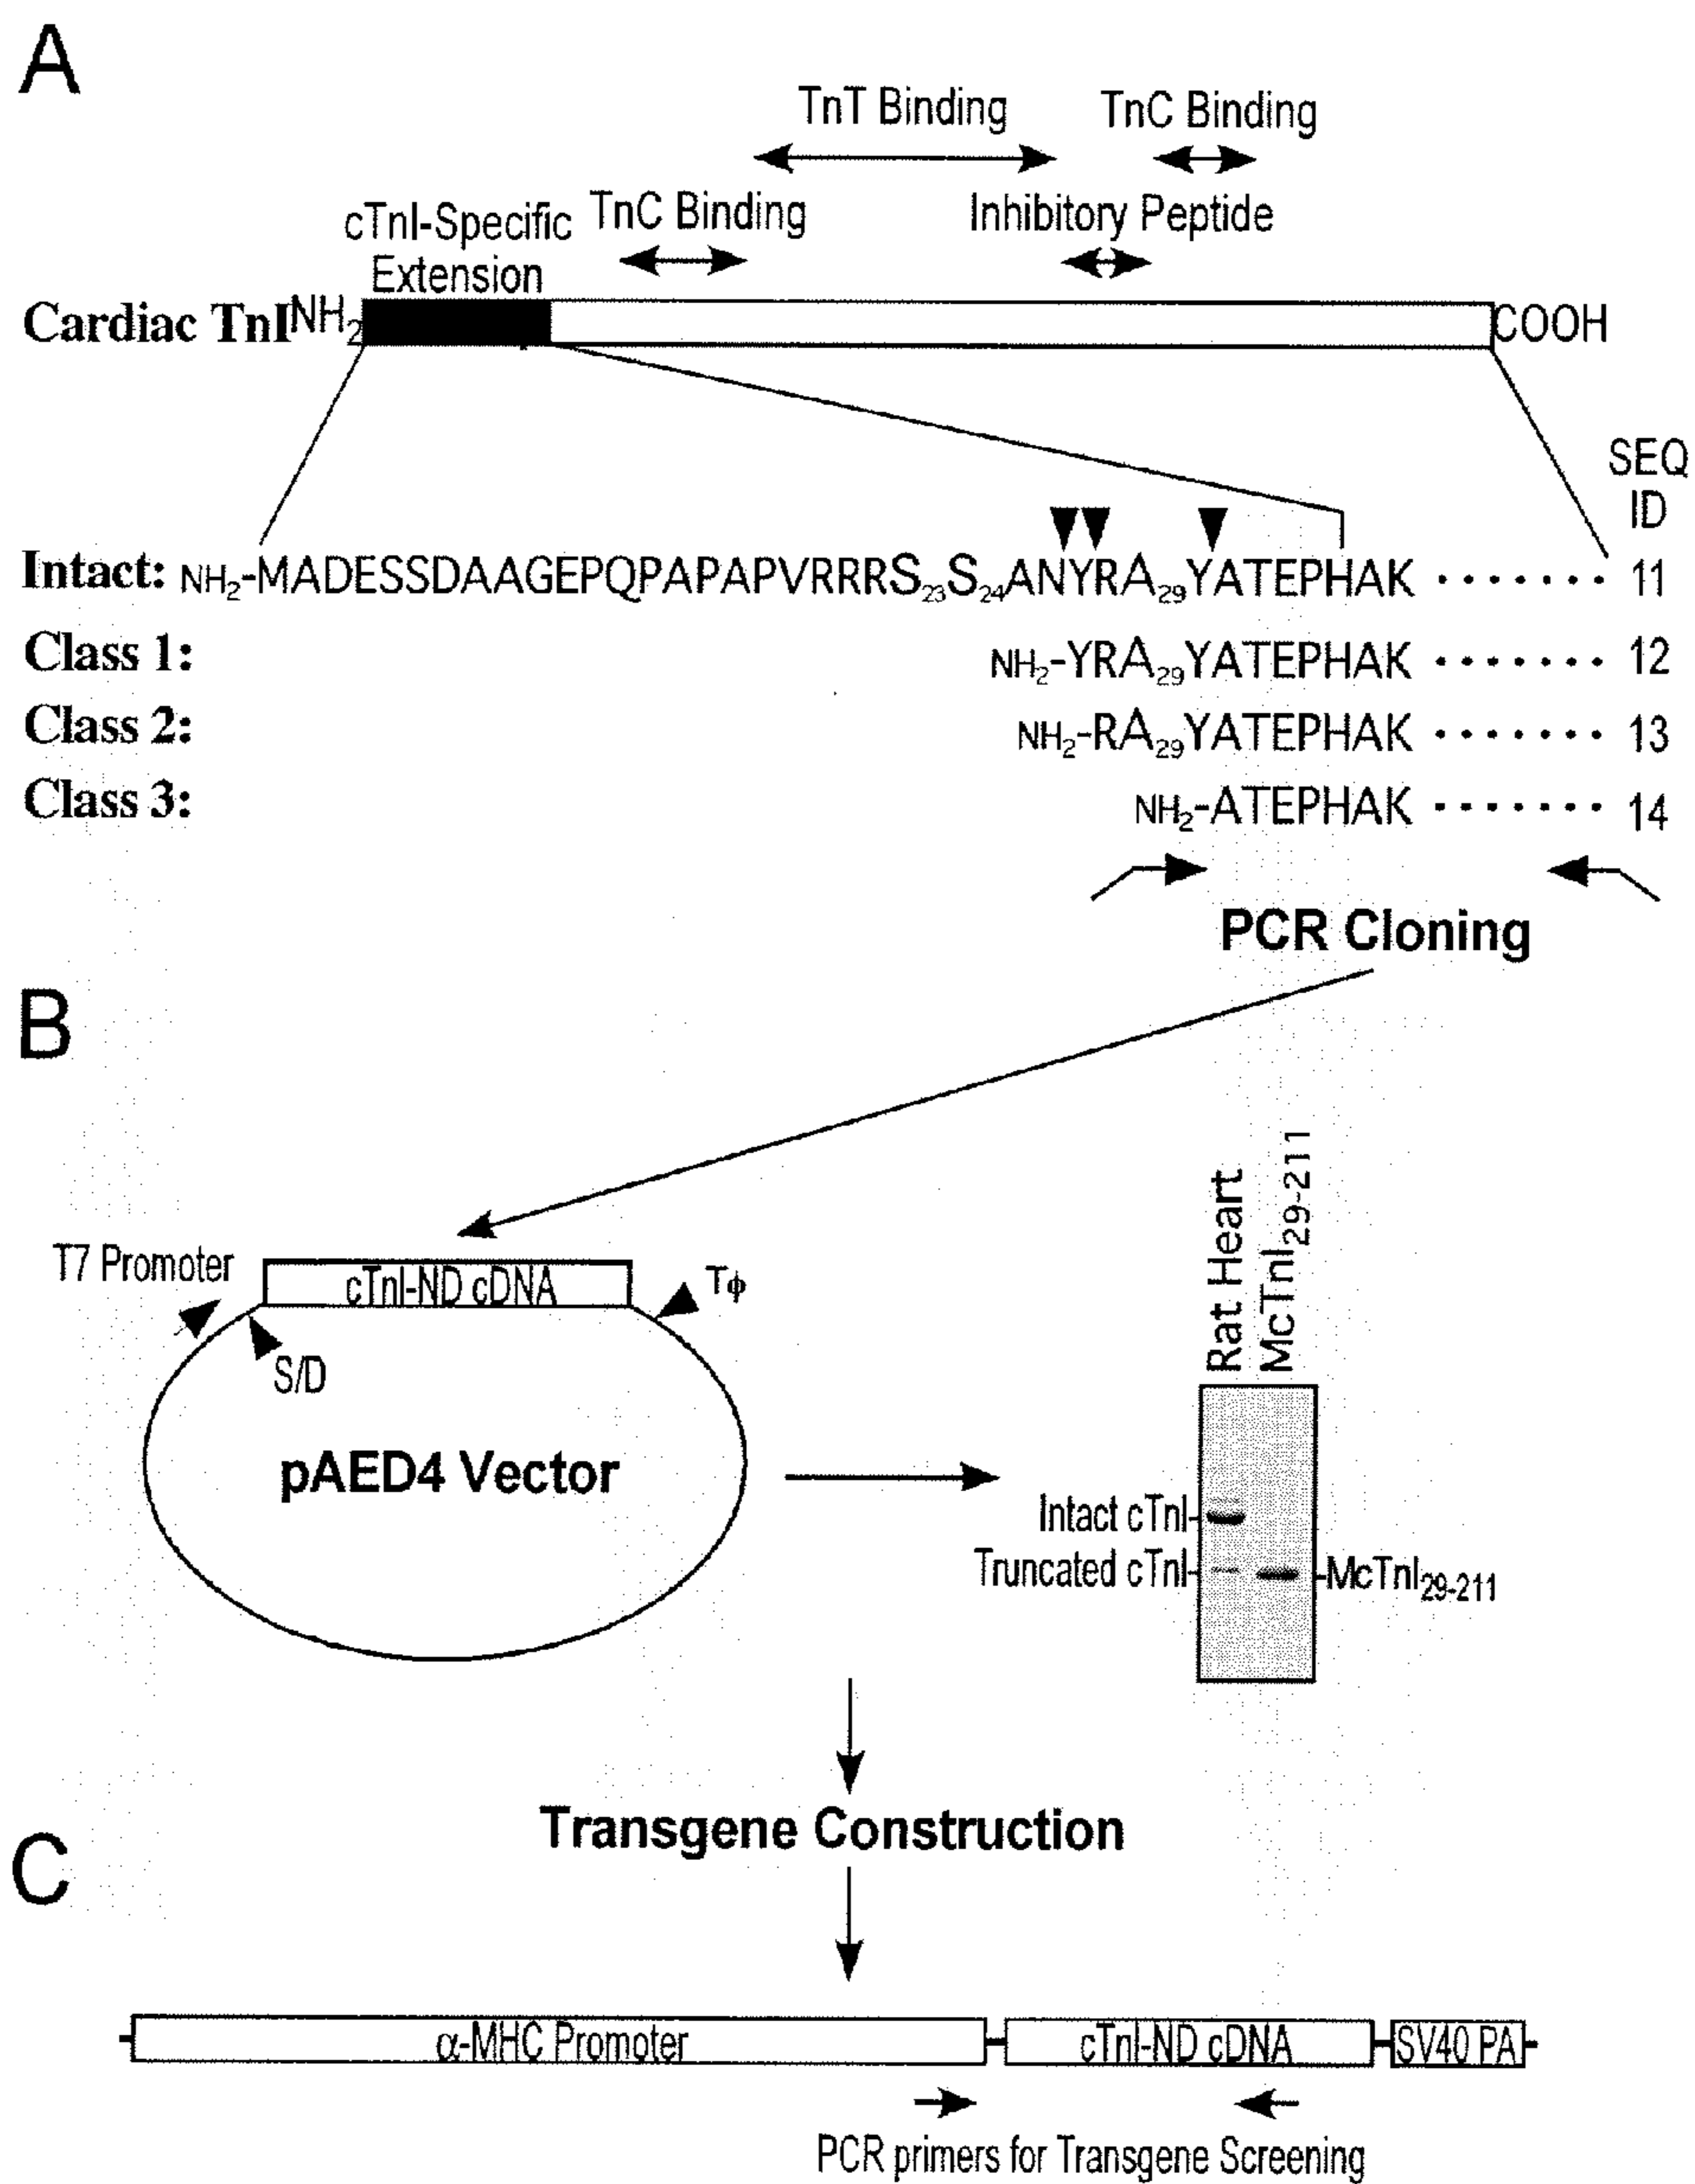 A
TnT Binding
TnC Binding
cTnI-Specific
Extension
TnC Binding
Inhibitory Peptide
Cardiac TnI
NH2
COOH
SEQ
ID
Intact: NH2-MADESSDAAGEPQPAPAPVRRRS23S24ANYRA29YATEPHAK ······· 11
Class 1: NH2-YRA29YATEPHAK ······· 12
Class 2: NH2-RA29YATEPHAK ······· 13
Class 3: NH2-ATEPHAK ······· 14
PCR Cloning
B
T7 Promoter
cTnI-ND cDNA
Tϕ
S/D
pAED4 Vector
Rat Heart
McTnI29-211
Intact cTnI
Truncated cTnI
McTnI29-211
Transgene Construction
C
α-MHC Promoter
cTnI-ND cDNA
SV40 PA
PCR primers for Transgene Screening